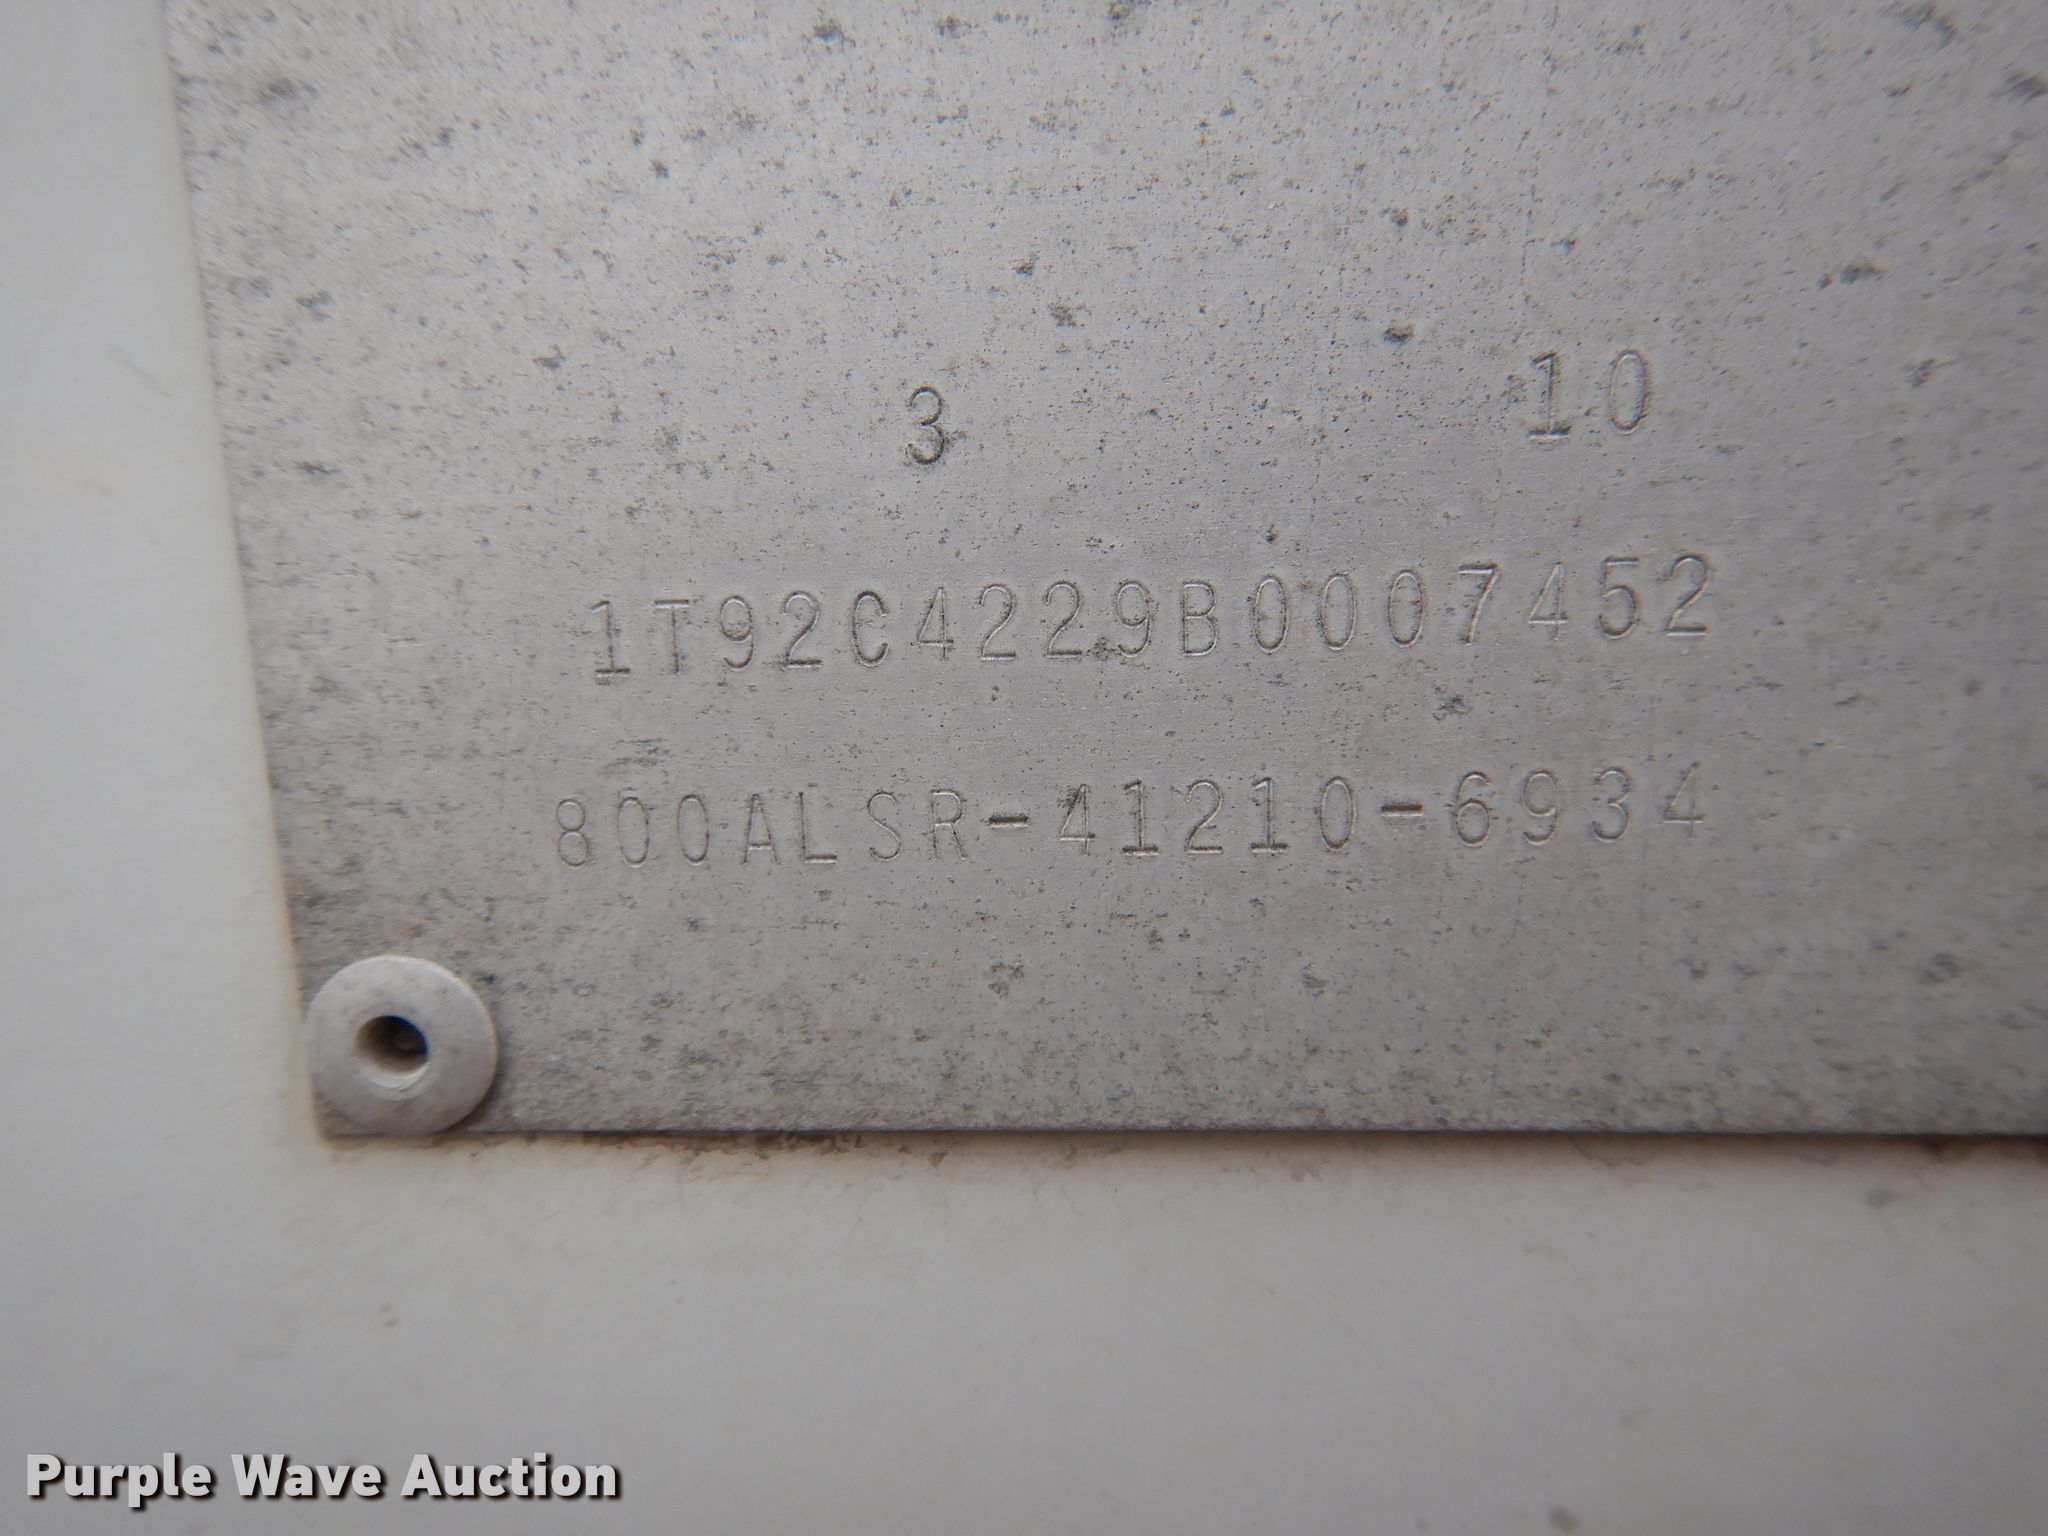 3 10
1T92C4229B0007452
800ALSR-41210-6934
Purple Wave Auction